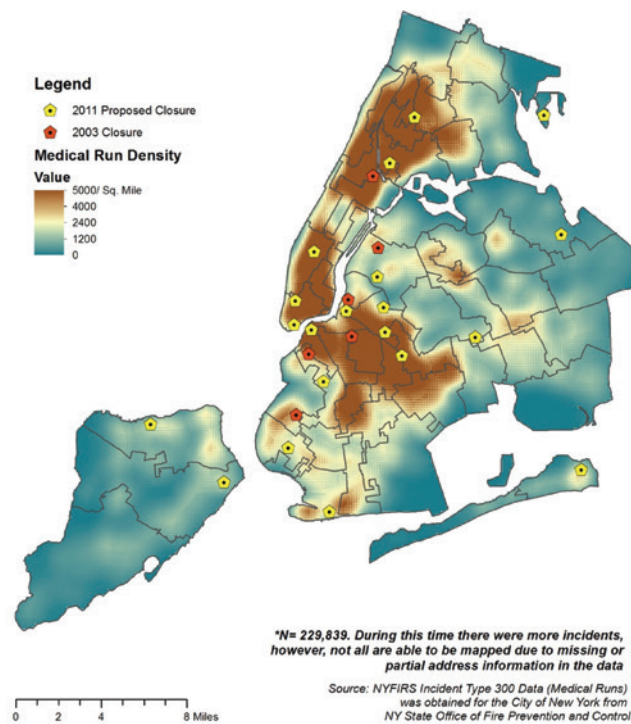 Legend
2011 Proposed Closure
2003 Closure
Medical Run Density
Value
5000/ Sq. Mile
4000
2400
1200
0
*N= 229,839. During this time there were more incidents,
however, not all are able to be mapped due to missing or
partial address information in the data
Source: NYFIRS Incident Type 300 Data (Medical Runs)
was obtained for the City of New York from
NY State Office of Fire Prevention and Control
0 2 4 8 Miles